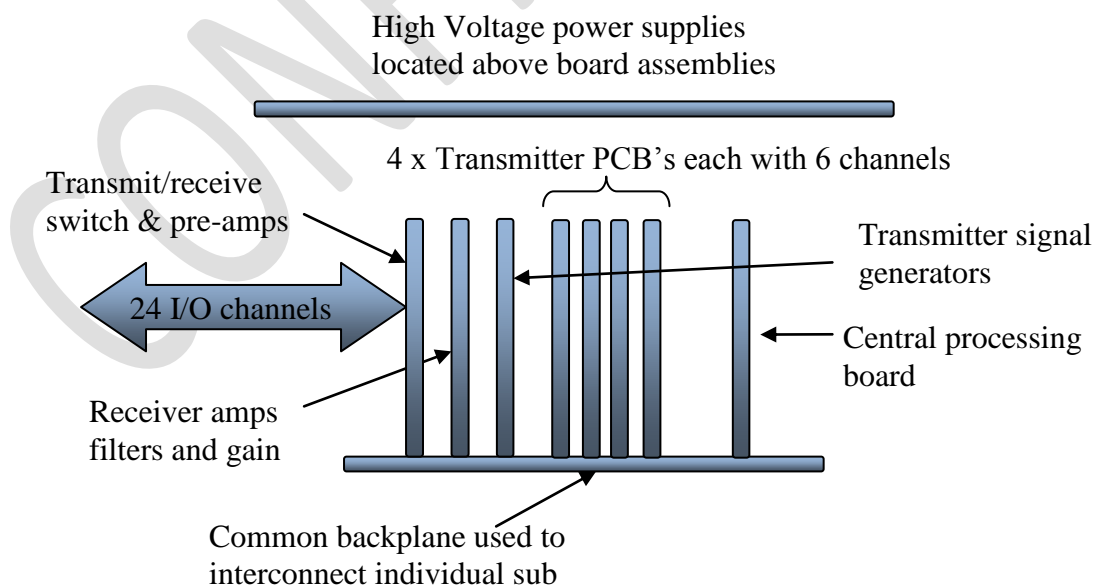 High Voltage power supplies
located above board assemblies
4 x Transmitter PCB’s each with 6 channels
Transmit/receive
switch & pre-amps
Transmitter signal
generators
24 I/O channels
Central processing
board
Receiver amps
filters and gain
Common backplane used to
interconnect individual sub